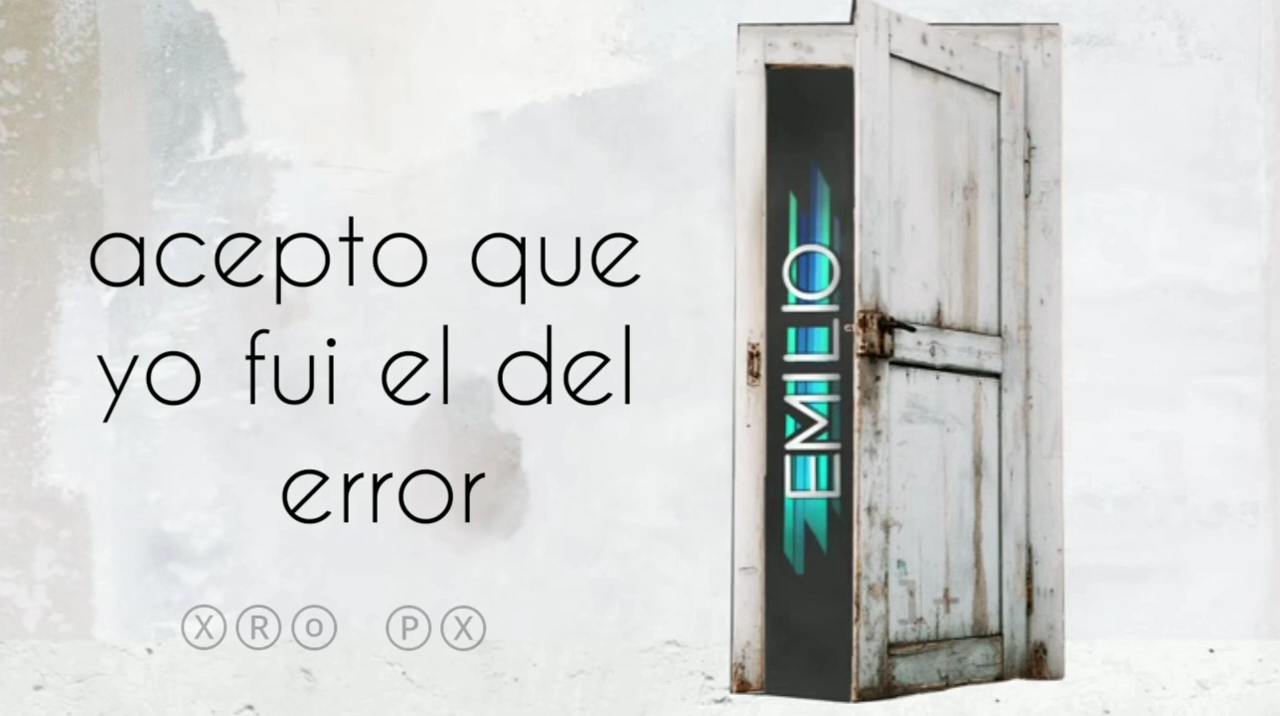 acepto que
yo fui el del
error
ⓍⓇⓞ ⓅⓍ
EMILIO